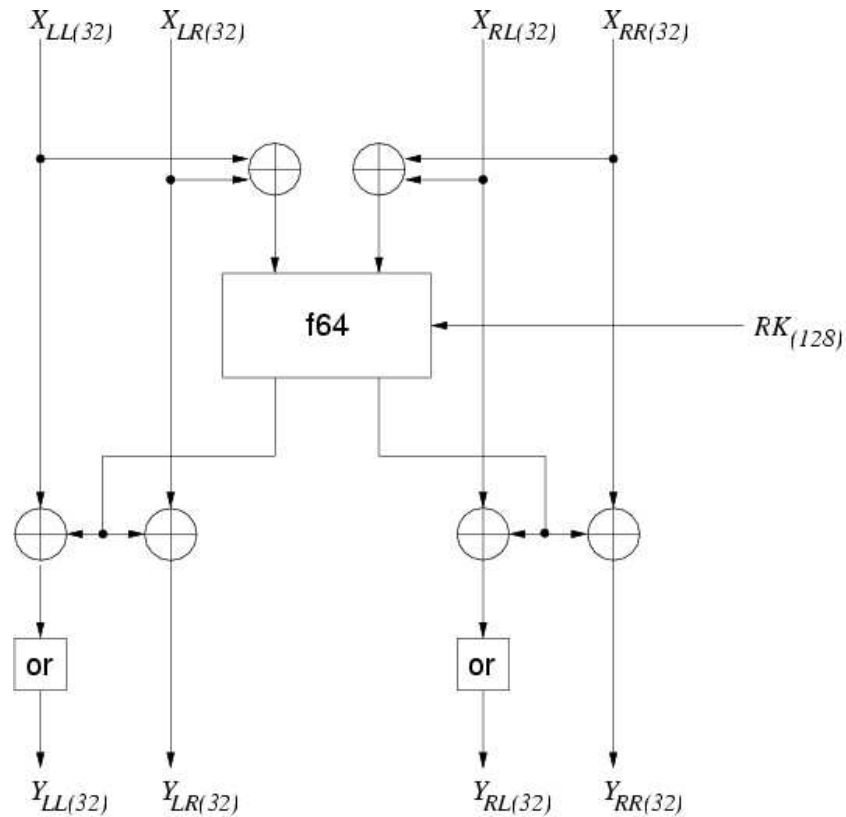 X_LL(32) X_LR(32) X_RL(32) X_RR(32)
f64
RK_(128)
or or
Y_LL(32) Y_LR(32) Y_RL(32) Y_RR(32)